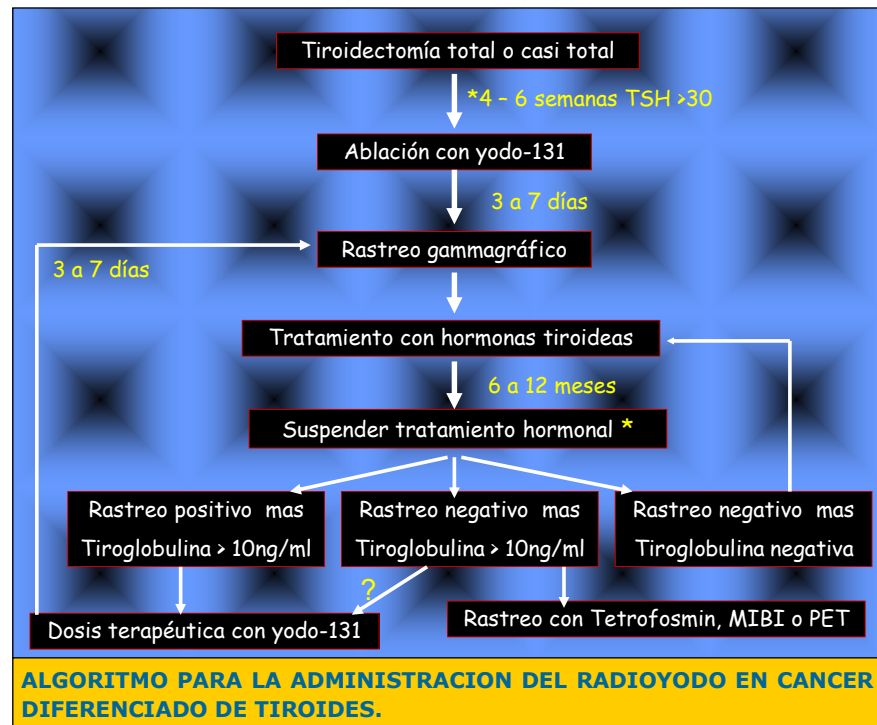 Tiroidectomía total o casi total
*4 – 6 semanas TSH >30
Ablación con yodo-131
3 a 7 días
Rastreo gammagráfico
3 a 7 días
Tratamiento con hormonas tiroideas
6 a 12 meses
Suspender tratamiento hormonal *
Rastreo positivo mas
Tiroglobulina > 10ng/ml
Rastreo negativo mas
Tiroglobulina > 10ng/ml
Rastreo negativo mas
Tiroglobulina negativa
?
Dosis terapéutica con yodo-131
Rastreo con Tetrofosmin, MIBI o PET
ALGORITMO PARA LA ADMINISTRACION DEL RADIOYODO EN CANCER
DIFERENCIADO DE TIROIDES.